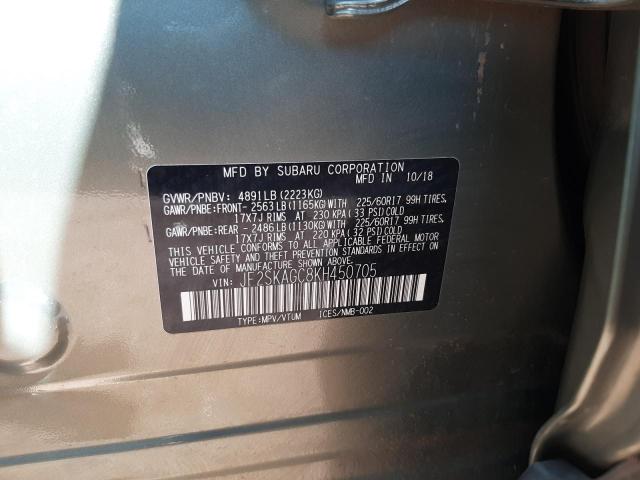 MFD BY SUBARU CORPORATION
MFD IN 10/18
GVWR/PNBV: 4891LB (2223KG)
GAWR/PNBE:FRONT- 2563LB (1165KG) WITH 225/60R17 99H TIRES,
17X7J RIMS AT 230 KPA (33 PSI) COLD
GAWR/PNBE:REAR - 2486LB (1130KG) WITH 225/60R17 99H TIRES,
17X7J RIMS AT 220 KPA (32 PSI) COLD
THIS VEHICLE CONFORMS TO ALL APPLICABLE FEDERAL MOTOR
VEHICLE SAFETY AND THEFT PREVENTION STANDARDS IN EFFECT
ON THE DATE OF MANUFACTURE SHOWN ABOVE.
VIN: JF2SKAGC8KH450705
TYPE:MPV/VTUM ICES/NMB-002